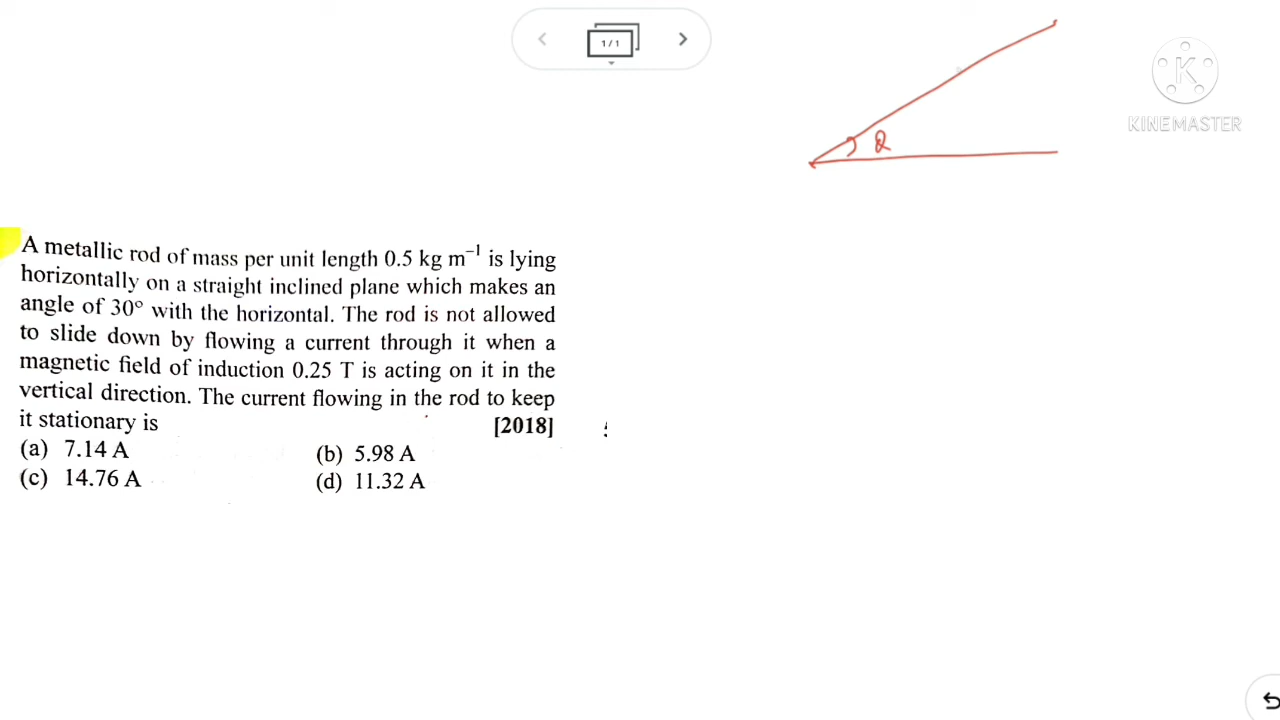 1/1
θ
KINEMASTER
A metallic rod of mass per unit length 0.5 kg m⁻¹ is lying
horizontally on a straight inclined plane which makes an
angle of 30° with the horizontal. The rod is not allowed
to slide down by flowing a current through it when a
magnetic field of induction 0.25 T is acting on it in the
vertical direction. The current flowing in the rod to keep
it stationary is [2018]
(a) 7.14 A (b) 5.98 A
(c) 14.76 A (d) 11.32 A